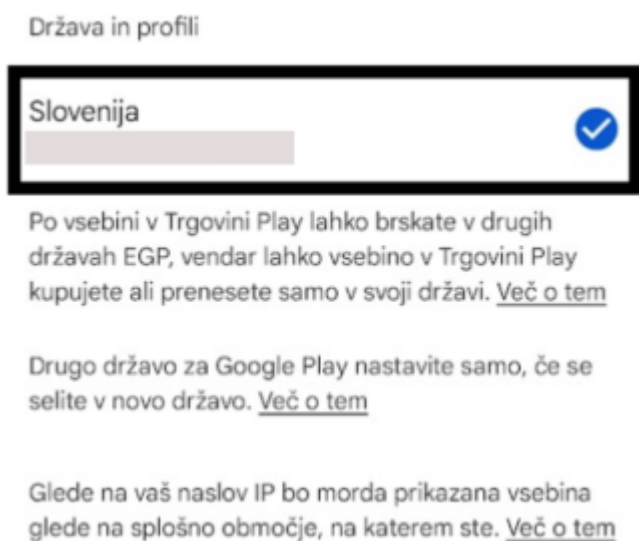 Država in profili
Slovenija
Po vsebini v Trgovini Play lahko brskate v drugih
državah EGP, vendar lahko vsebino v Trgovini Play
kupujete ali prenesete samo v svoji državi. Več o tem
Drugo državo za Google Play nastavite samo, če se
selite v novo državo. Več o tem
Glede na vaš naslov IP bo morda prikazana vsebina
glede na splošno območje, na katerem ste. Več o tem